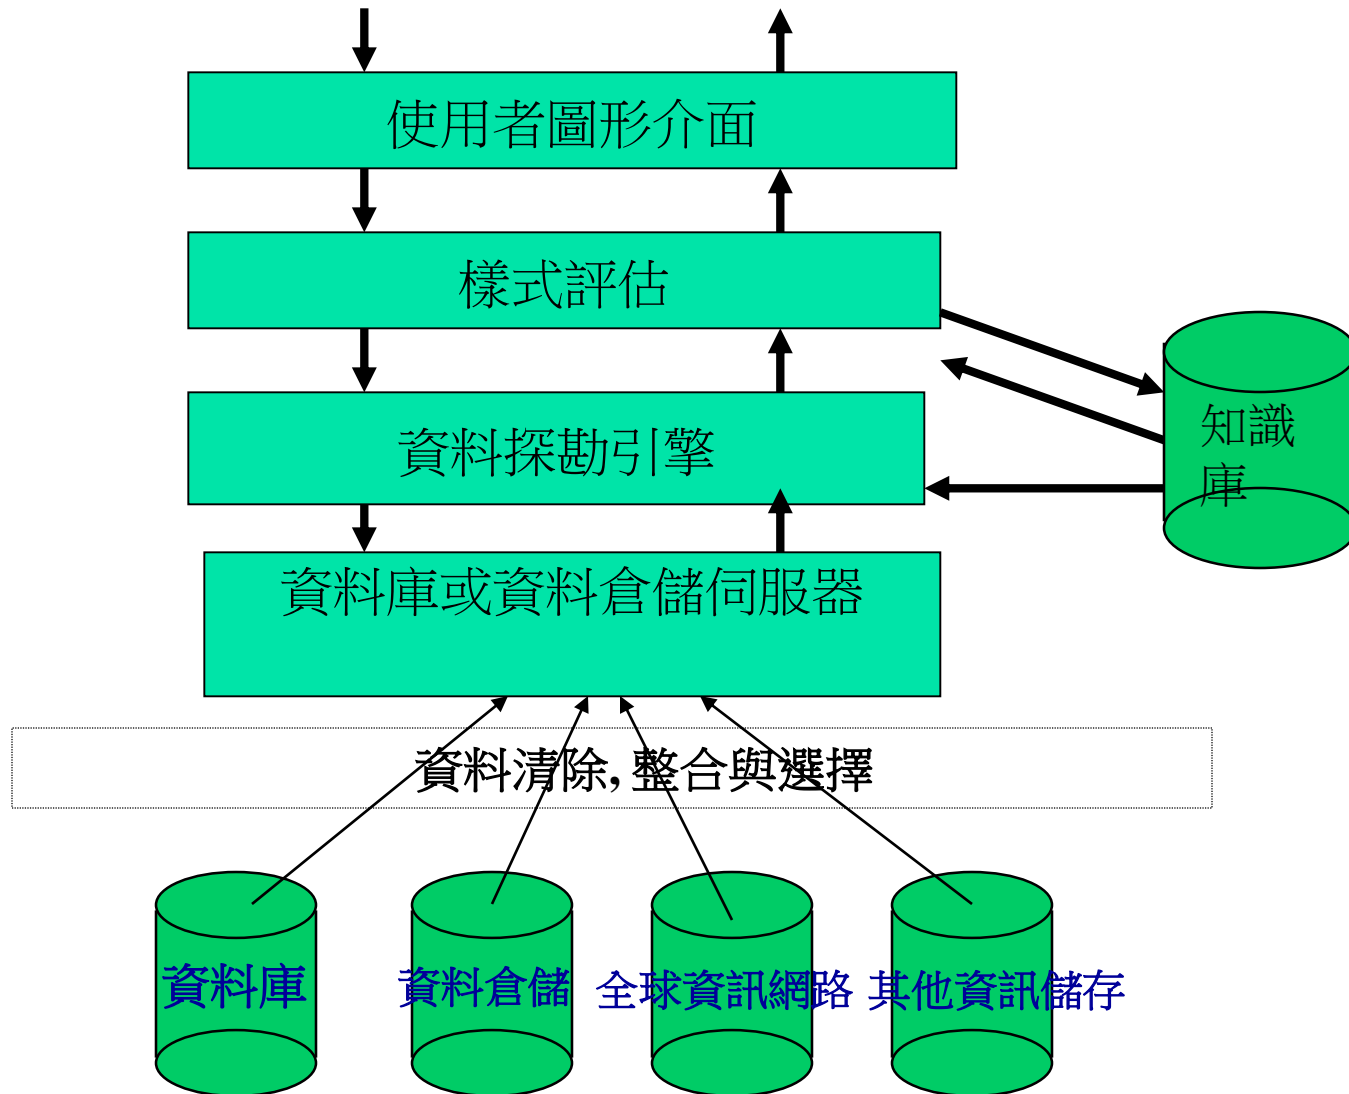 使用者圖形介面
樣式評估
資料探勘引擎
知識
庫
資料庫或資料倉儲伺服器
資料清除, 整合與選擇
資料庫
資料倉儲
全球資訊網路
其他資訊儲存